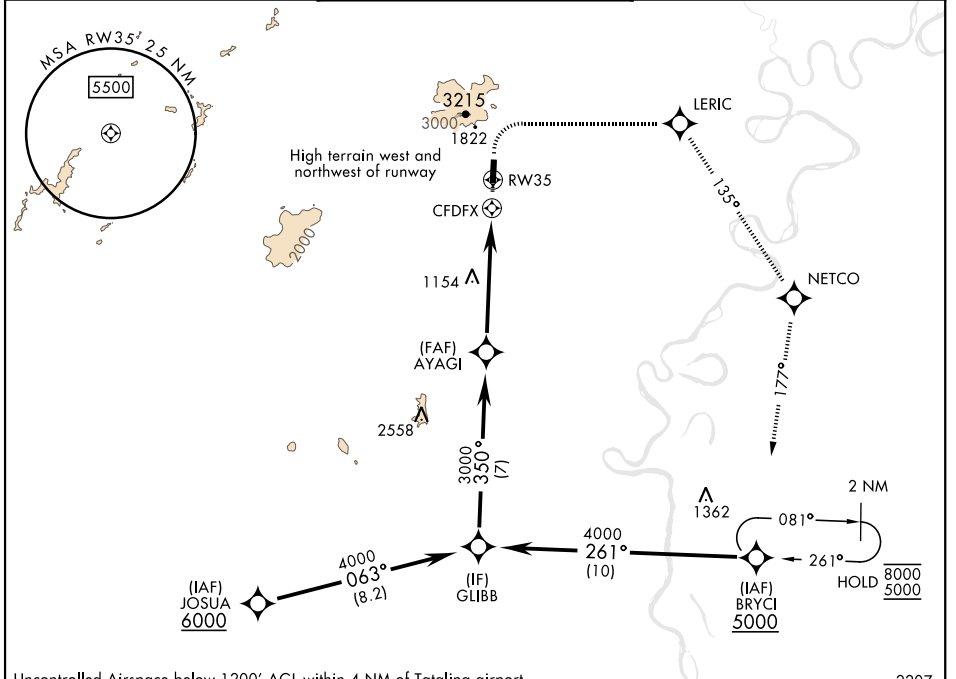 MSA RW35 25 NM
5500
3215
3000
1822
LERIC
High terrain west and
northwest of runway
RW35
CFDFX
135°
2000
1154
NETCO
(FAF)
AYAGI
177°
2558
3000
350°
(7)
1362
2 NM
081°
4000
261°
(10)
4000
063°
(8.2)
(IF)
GLIBB
261°
HOLD
8000
5000
(IAF)
JOSUA
6000
(IAF)
BRYCI
5000
Uncontrolled Airspace below 1200' AGL within 4 NM of Tatalina airport